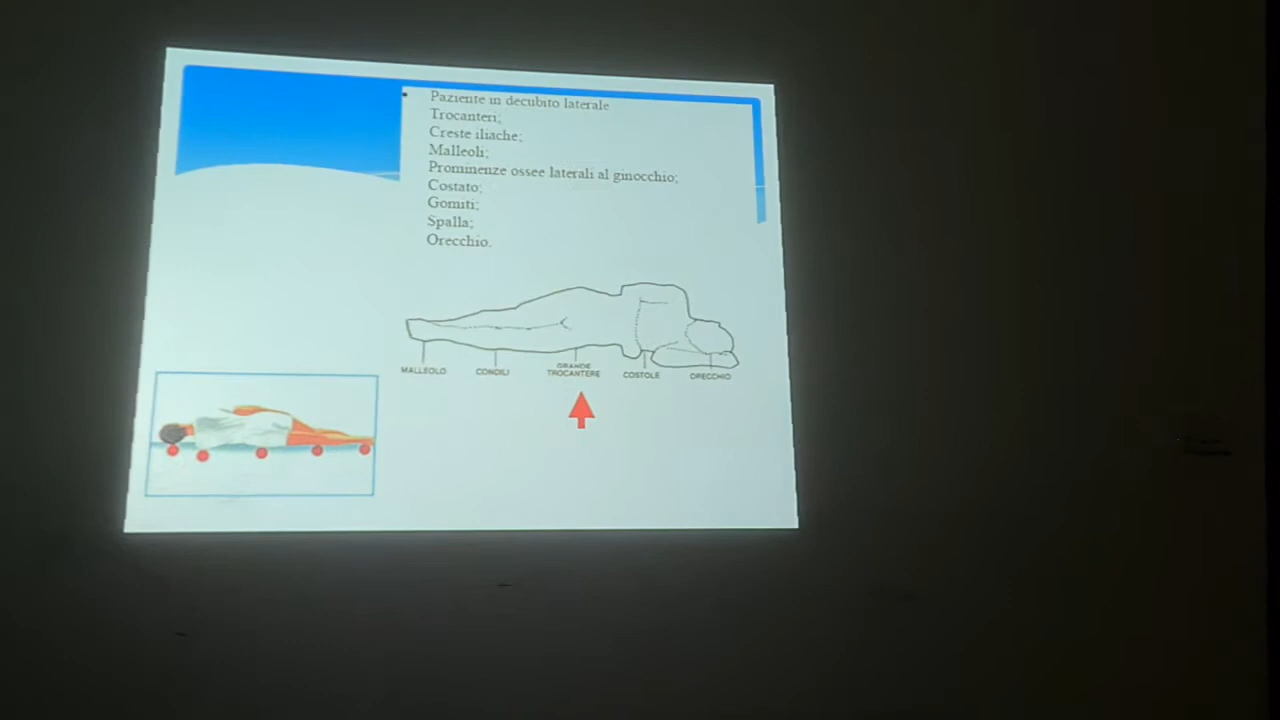 Paziente in decubito laterale
Trocanteri;
Creste iliache;
Malleoli;
Prominenze ossee laterali al ginocchio;
Costato;
Gomiti;
Spalla;
Orecchio.
MALLEOLO
CONDILI
GRANDE
TROCANTERE
COSTOLE
ORECCHIO